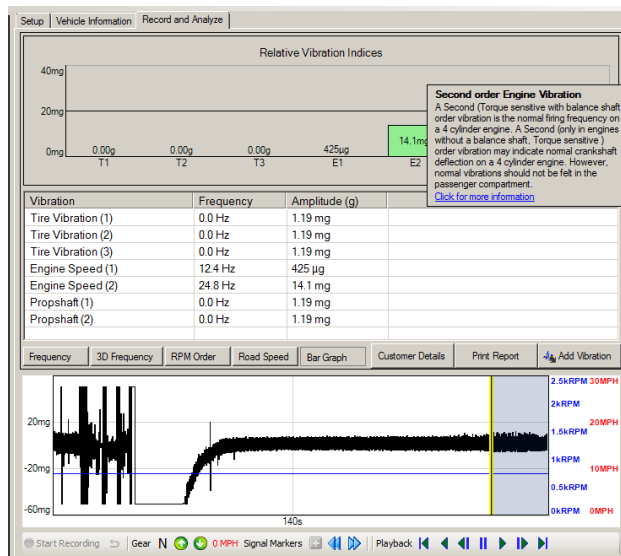 Setup Vehicle Information Record and Analyze
Relative Vibration Indices
40mg
20mg
0mg
0.00g 0.00g 0.00g 425µg 14.1mg
T1 T2 T3 E1 E2
Second order Engine Vibration
A Second (Torque sensitive with balance shaft
order vibration is the normal firing frequency on
a 4 cylinder engine. A Second (only in engines
without a balance shaft, Torque sensitive )
order vibration may indicate normal crankshaft
deflection on a 4 cylinder engine. However,
normal vibrations should not be felt in the
passenger compartment.
Click for more information
Vibration Frequency Amplitude (g)
Tire Vibration (1) 0.0 Hz 1.19 mg
Tire Vibration (2) 0.0 Hz 1.19 mg
Tire Vibration (3) 0.0 Hz 1.19 mg
Engine Speed (1) 12.4 Hz 425 µg
Engine Speed (2) 24.8 Hz 14.1 mg
Propshaft (1) 0.0 Hz 1.19 mg
Propshaft (2) 0.0 Hz 1.19 mg
Frequency 3D Frequency RPM Order Road Speed Bar Graph Customer Details Print Report Add Vibration
2.5kRPM 30MPH
2kRPM
20mg 1.5kRPM 20MPH
1kRPM
-20mg 10MPH
0.5kRPM
-60mg 0kRPM 0MPH
140s
Start Recording Gear N 0 MPH Signal Markers Playback